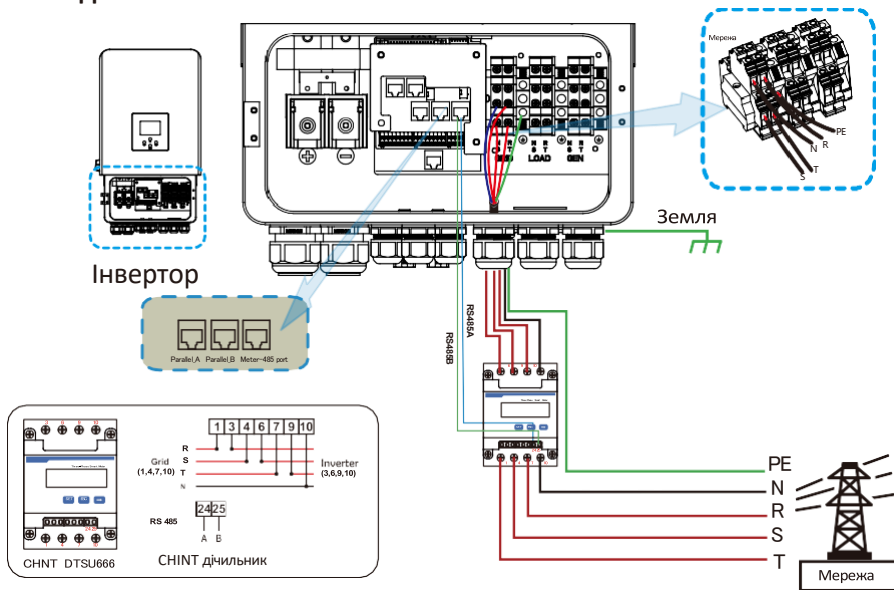 Мережа
PE
R
N
T
S
N R N R N R
S T S T S T
LOAD GEN
Земля
Інвертор
Parallel_A Parallel_B Meter-485 port
RS485A
RS485B
1 3 4 6 7 9 10
R
S
T
N
Grid
(1,4,7,10)
Inverter
(3,6,9,10)
24 25
RS 485
A B
CHNT DTSU666
CHINT дічильник
PE
N
R
S
T
Мережа